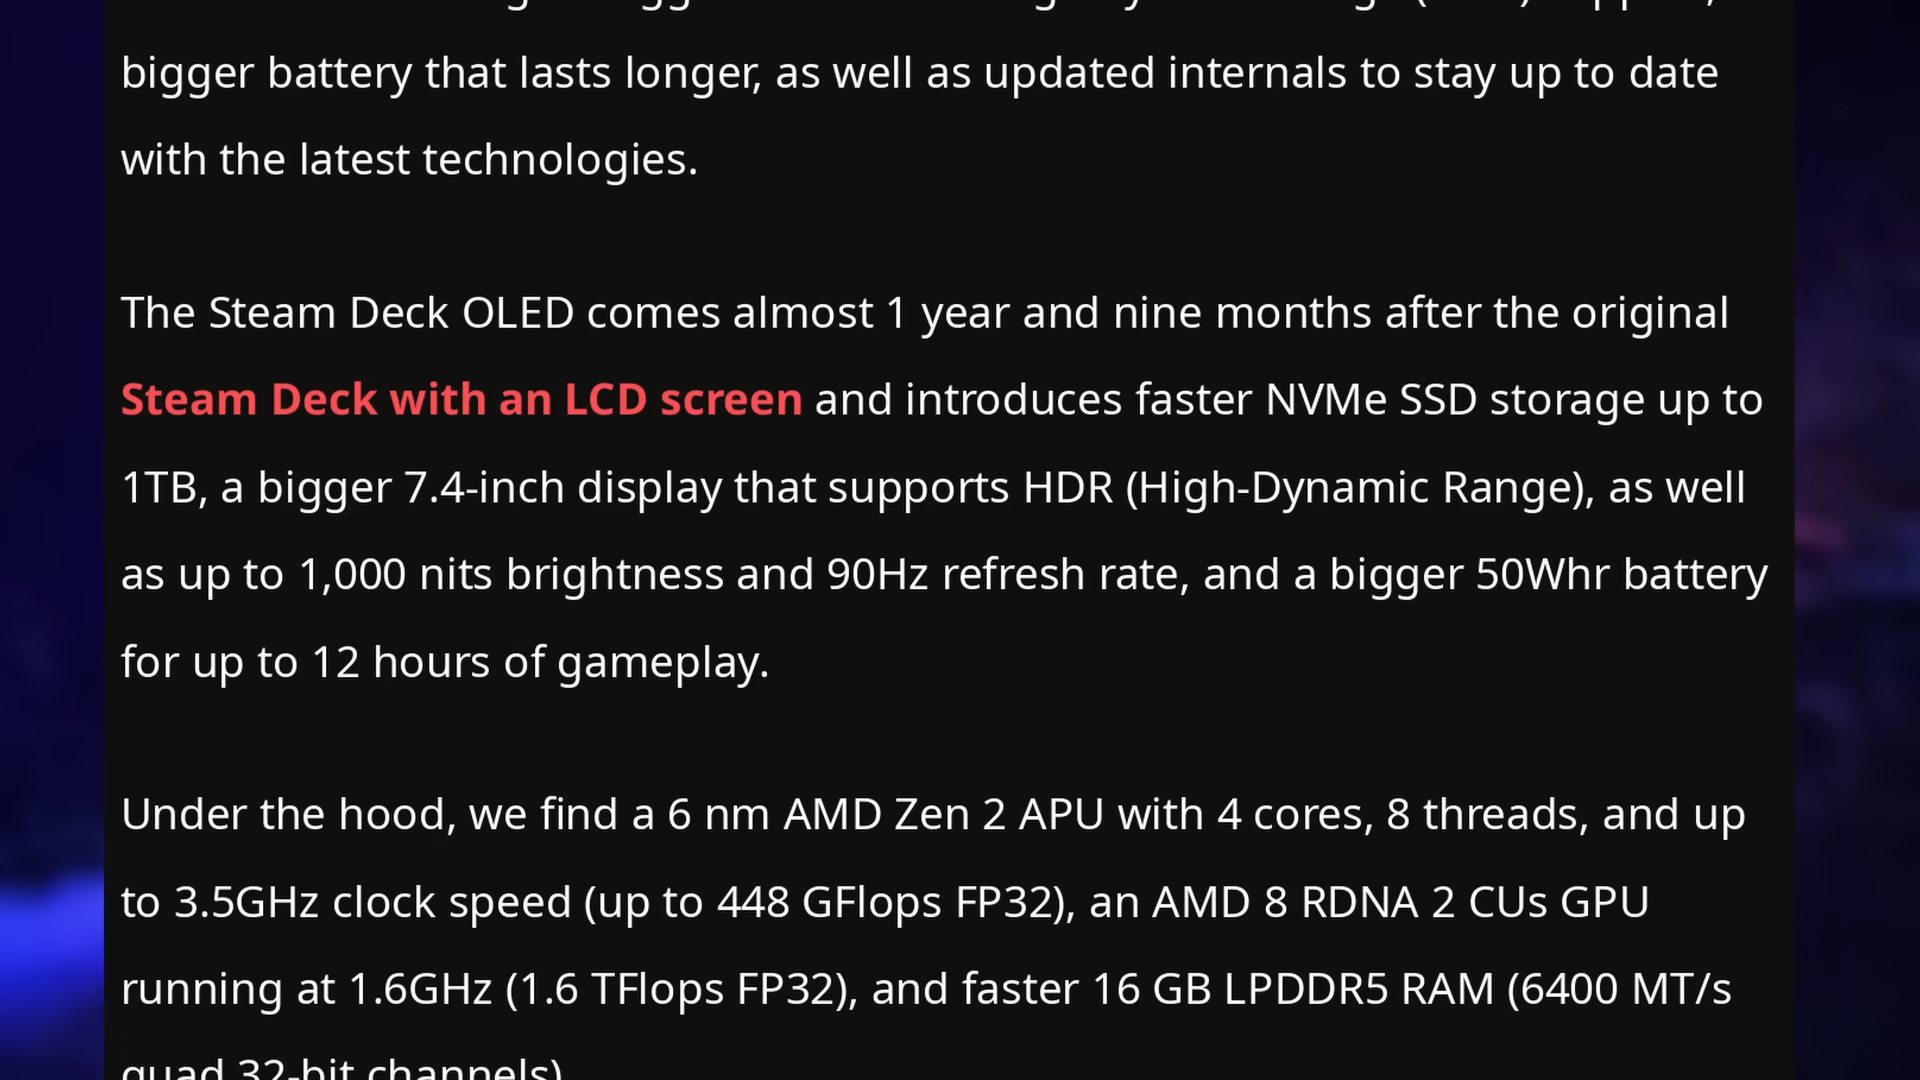 bigger battery that lasts longer, as well as updated internals to stay up to date
with the latest technologies.
The Steam Deck OLED comes almost 1 year and nine months after the original
Steam Deck with an LCD screen and introduces faster NVMe SSD storage up to
1TB, a bigger 7.4-inch display that supports HDR (High-Dynamic Range), as well
as up to 1,000 nits brightness and 90Hz refresh rate, and a bigger 50Whr battery
for up to 12 hours of gameplay.
Under the hood, we find a 6 nm AMD Zen 2 APU with 4 cores, 8 threads, and up
to 3.5GHz clock speed (up to 448 GFlops FP32), an AMD 8 RDNA 2 CUs GPU
running at 1.6GHz (1.6 TFlops FP32), and faster 16 GB LPDDR5 RAM (6400 MT/s
quad 32-bit channels)